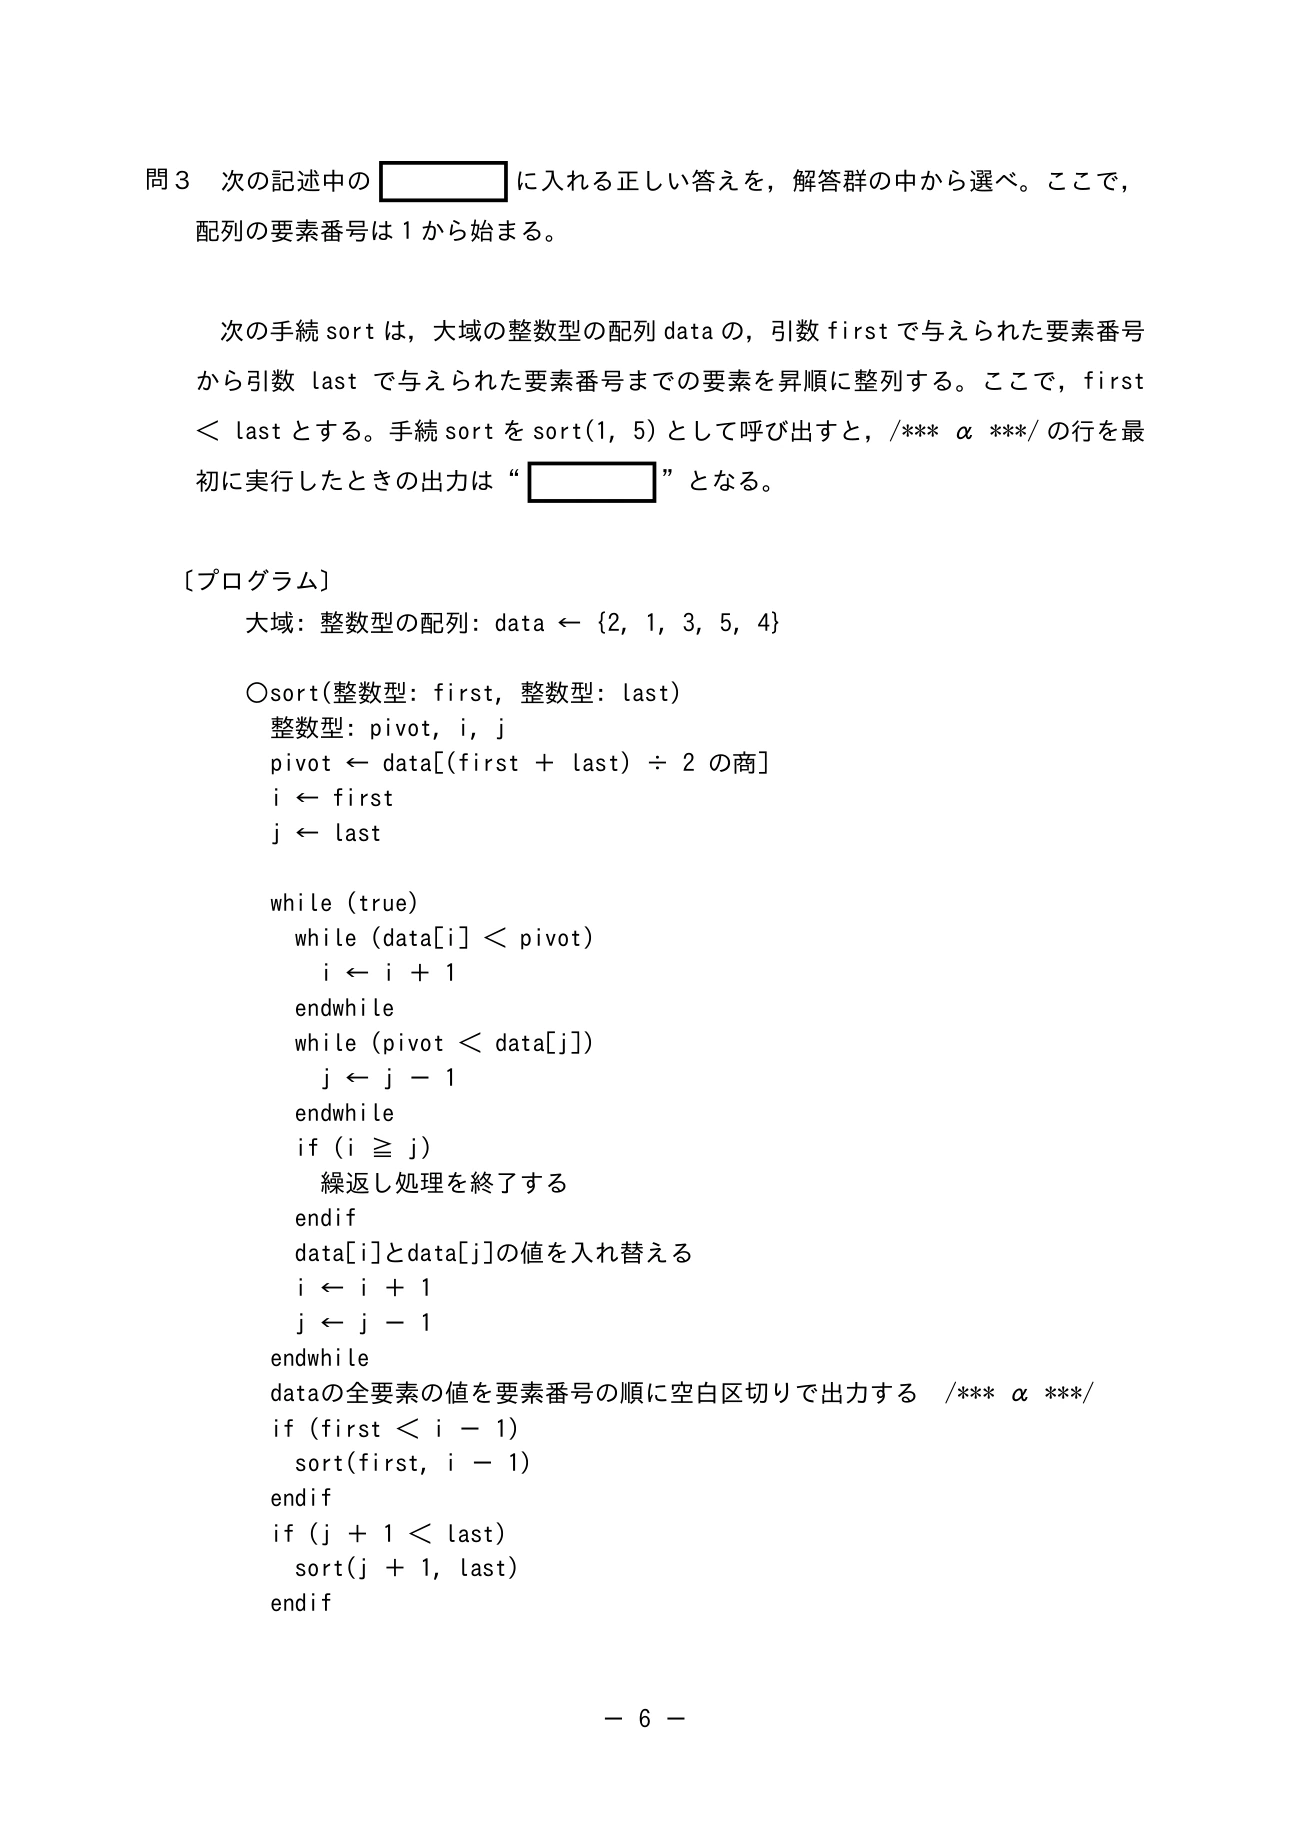 問３　次の記述中の　　　　に入れる正しい答えを，解答群の中から選べ。ここで，
配列の要素番号は 1 から始まる。
次の手続 sort は，大域の整数型の配列 data の，引数 first で与えられた要素番号
から引数 last で与えられた要素番号までの要素を昇順に整列する。ここで，first
＜ last とする。手続 sort を sort(1, 5) として呼び出すと，/*** α ***/ の行を最
初に実行したときの出力は“　　　　”となる。
〔プログラム〕
大域: 整数型の配列: data ← {2, 1, 3, 5, 4}
○sort(整数型: first, 整数型: last)
整数型: pivot, i, j
pivot ← data[(first ＋ last) ÷ 2 の商]
i ← first
j ← last
while (true)
while (data[i] ＜ pivot)
i ← i ＋ 1
endwhile
while (pivot ＜ data[j])
j ← j － 1
endwhile
if (i ≧ j)
繰返し処理を終了する
endif
data[i]とdata[j]の値を入れ替える
i ← i ＋ 1
j ← j － 1
endwhile
dataの全要素の値を要素番号の順に空白区切りで出力する　/*** α ***/
if (first ＜ i － 1)
sort(first, i － 1)
endif
if (j ＋ 1 ＜ last)
sort(j ＋ 1, last)
endif
－ 6 －